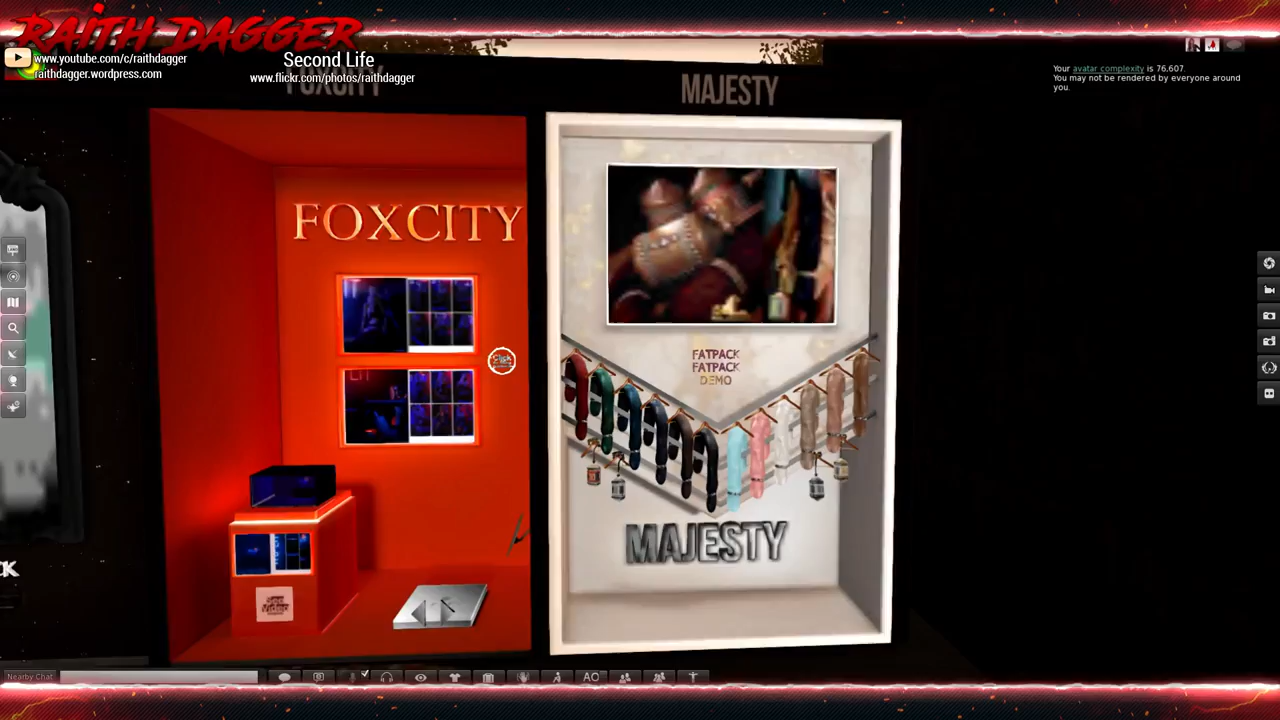 RAITH DAGGER
www.youtube.com/c/raithdagger
raithdagger.wordpress.com
Second Life
www.flickr.com/photos/raithdagger
Your avatar complexity is 76,607.
You may not be rendered by everyone around
you.
FOXCITY
MAJESTY
FOXCITY
Click
FATPACK
FATPACK
DEMO
MAJESTY
CK
Nearby Chat
AO